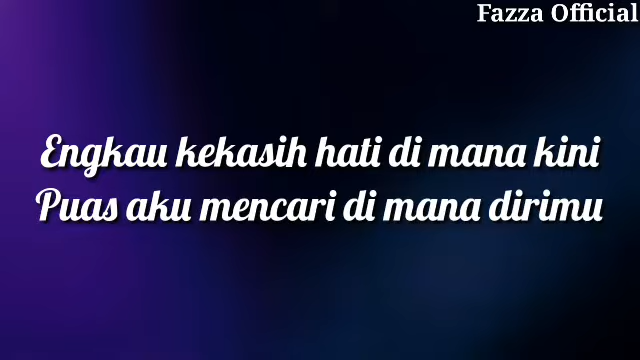 Fazza Official
Engkau kekasih hati di mana kini
Puas aku mencari di mana dirimu